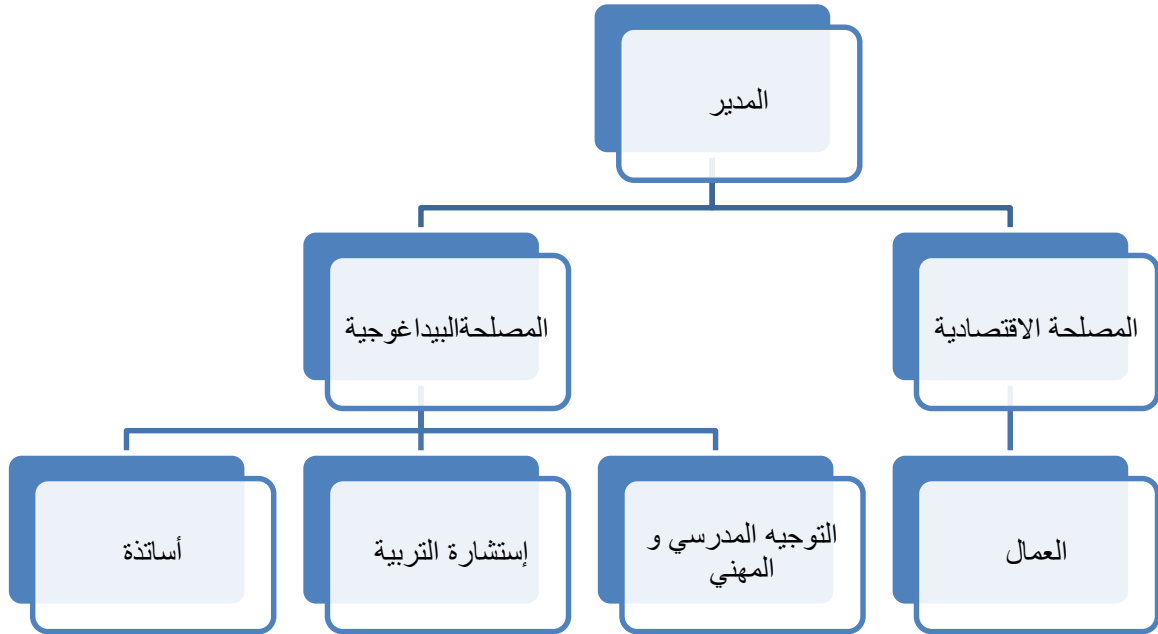 المدير
المصلحة الاقتصادية
المصلحةالبيداغوجية
العمال
التوجيه المدرسي و
المهني
إستشارة التربية
أساتذة